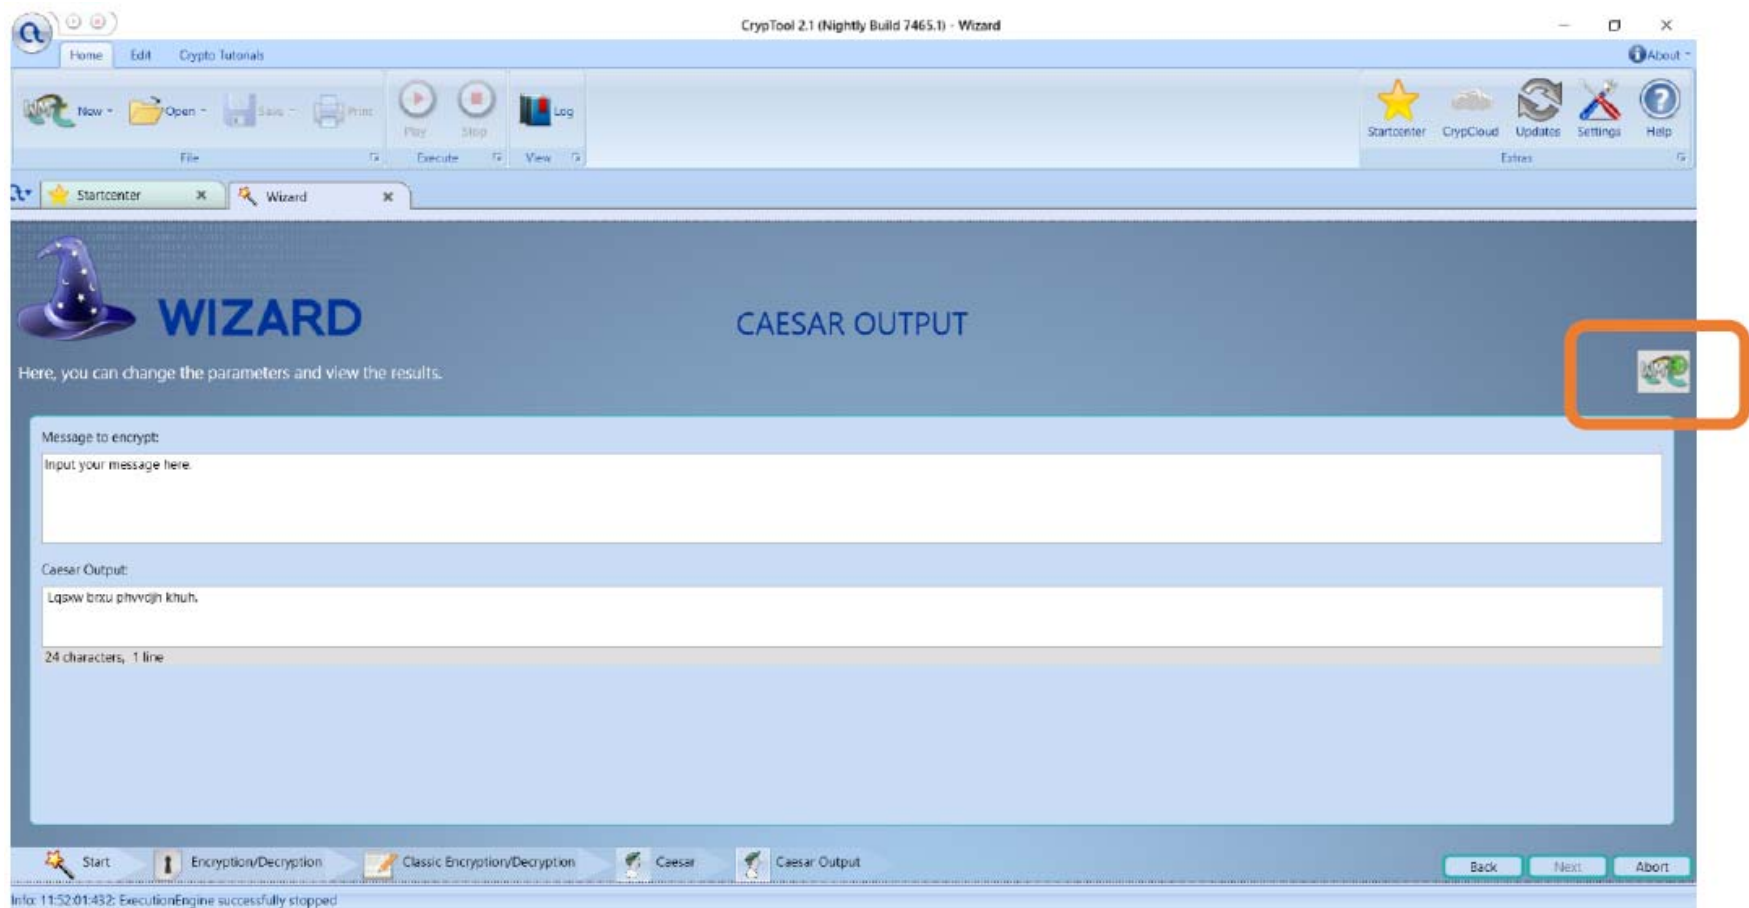 CrypTool 2.1 (Nightly Build 7465.1) - Wizard
Home Edit Crypto Tutorials About
New Open Save Print Play Stop Log Startcenter CrypCloud Updates Settings Help
File Execute View Extras
Startcenter Wizard
WIZARD
CAESAR OUTPUT
Here, you can change the parameters and view the results.
Message to encrypt:
Input your message here.
Caesar Output:
Lqsxw brxu phvvdjh khuh.
24 characters, 1 line
Start Encryption/Decryption Classic Encryption/Decryption Caesar Caesar Output Back Next Abort
Info: 11:52:01:432: ExecutionEngine successfully stopped